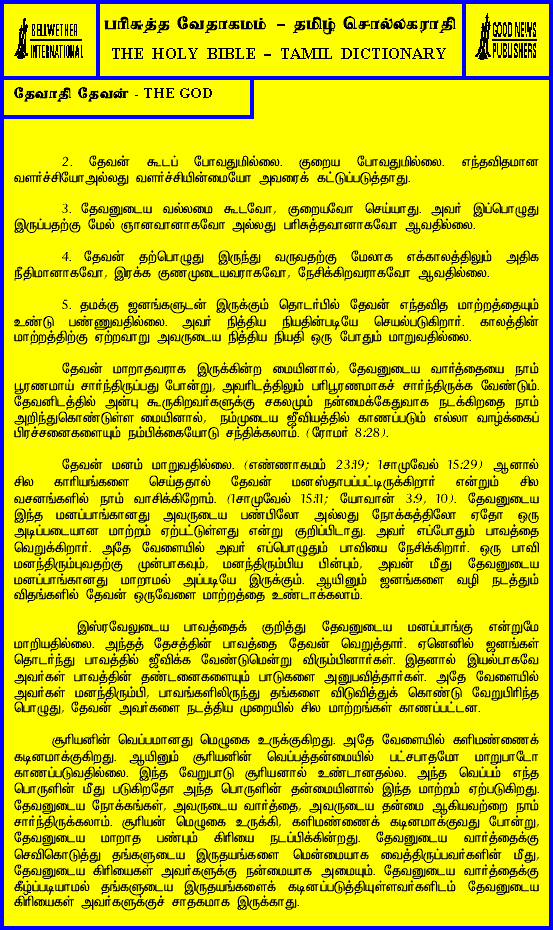 BELLWETHER
INTERNATIONAL
பரிசுத்த வேதாகமம் – தமிழ் சொல்லகராதி
THE HOLY BIBLE – TAMIL DICTIONARY
GOOD NEWS
PUBLISHERS
தேவாதி தேவன் - THE GOD
2. தேவன் கூடப் போவதுமில்லை. குறைய போவதுமில்லை. எந்தவிதமான
வளர்ச்சியோஅல்லது வளர்ச்சியின்மையோ அவரைக் கட்டுப்படுத்தாது.
3. தேவனுடைய வல்லமை கூடவோ, குறையவோ செய்யாது. அவர் இப்பொழுது
இருப்பதற்கு மேல் ஞானவானாகவோ அல்லது பரிசுத்தவானாகவோ ஆவதில்லை.
4. தேவன் தற்பொழுது இருந்து வருவதற்கு மேலாக எக்காலத்திலும் அதிக
நீதிமானாகவோ, இரக்க குணமுடையவராகவோ, நேசிக்கிறவராகவோ ஆவதில்லை.
5. தமக்கு ஜனங்களுடன் இருக்கும் தொடர்பில் தேவன் எந்தவித மாற்றத்தையும்
உண்டு பண்ணுவதில்லை. அவர் நித்திய நியதின்படியே செயல்படுகிறார். காலத்தின்
மாற்றத்திற்கு ஏற்றவாறு அவருடைய நித்திய நியதி ஒரு போதும் மாறுவதில்லை.
தேவன் மாறாதவராக இருக்கின்ற மையினால், தேவனுடைய வார்த்தையை நாம்
பூரணமாய் சார்ந்திருப்பது போன்று, அவரிடத்திலும் பரிபூரணமாகச் சார்ந்திருக்க வேண்டும்.
தேவனிடத்தில் அன்பு கூருகிறவர்களுக்கு சகலமும் நன்மைக்கேதுவாக நடக்கிறதை நாம்
அறிந்துகொண்டுள்ள மையினால், நம்முடைய ஜீவியத்தில் காணப்படும் எல்லா வாழ்க்கைப்
பிரச்சனைகளையும் நம்பிக்கையோடு சந்திக்கலாம். (ரோமர் 8:28).
தேவன் மனம் மாறுவதில்லை. (எண்ணாகமம் 23:19; 1சாமுவேல் 15:29) ஆனால்
சில காரியங்களை செய்ததால் தேவன் மனஸ்தாபப்பட்டிருக்கிறார் என்றும் சில
வசனங்களில் நாம் வாசிக்கிறோம். (1சாமுவேல் 15:11; யோவான் 3:9, 10). தேவனுடைய
இந்த மனப்பாங்கானது அவருடைய பண்பிலோ அல்லது நோக்கத்திலோ ஏதோ ஒரு
அடிப்படையான மாற்றம் ஏற்பட்டுள்ளது என்று குறிப்பிடாது. அவர் எப்போதும் பாவத்தை
வெறுக்கிறார். அதே வேளையில் அவர் எப்பொழுதும் பாவியை நேசிக்கிறார். ஒரு பாவி
மனந்திரும்புவதற்கு முன்பாகவும், மனந்திரும்பிய பின்பும், அவன் மீது தேவனுடைய
மனப்பாங்கானது மாறாமல் அப்படியே இருக்கும். ஆயினும் ஜனங்களை வழி நடத்தும்
விதங்களில் தேவன் ஒருவேளை மாற்றத்தை உண்டாக்கலாம்.
இஸ்ரவேலுடைய பாவத்தைக் குறித்து தேவனுடைய மனப்பாங்கு என்றுமே
மாறியதில்லை. அந்தத் தேசத்தின் பாவத்தை தேவன் வெறுத்தார். ஏனெனில் ஜனங்கள்
தொடர்ந்து பாவத்தில் ஜீவிக்க வேண்டுமென்று விரும்பினார்கள். இதனால் இயல்பாகவே
அவர்கள் பாவத்தின் தண்டனைகளையும் பாடுகளை அனுபவித்தார்கள். அதே வேளையில்
அவர்கள் மனந்திரும்பி, பாவங்களிலிருந்து தங்களை விடுவித்துக் கொண்டு வேறுபிரிந்த
பொழுது, தேவன் அவர்களை நடத்திய முறையில் சில மாற்றங்கள் காணப்பட்டன.
சூரியனின் வெப்பமானது மெழுகை உருக்குகிறது. அதே வேளையில் களிமண்ணைக்
கடினமாக்குகிறது. ஆயினும் சூரியனின் வெப்பத்தன்மையில் பட்சபாதமோ மாறுபாடோ
காணப்படுவதில்லை. இந்த வேறுபாடு சூரியனால் உண்டானதல்ல. அந்த வெப்பம் எந்த
பொருளின் மீது படுகிறதோ அந்த பொருளின் தன்மையினால் இந்த மாற்றம் ஏற்படுகிறது.
தேவனுடைய நோக்கங்கள், அவருடைய வார்த்தை, அவருடைய தன்மை ஆகியவற்றை நாம்
சார்ந்திருக்கலாம். சூரியன் மெழுகை உருக்கி, களிமண்ணைக் கடினமாக்குவது போன்று,
தேவனுடைய மாறாத பண்பும் கிரியை நடப்பிக்கின்றது. தேவனுடைய வார்த்தைக்கு
செவிகொடுத்து தங்களுடைய இருதயங்களை மென்மையாக வைத்திருப்பவர்களின் மீது,
தேவனுடைய கிரியைகள் அவர்களுக்கு நன்மையாக அமையும். தேவனுடைய வார்த்தைக்கு
கீழ்ப்படியாமல் தங்களுடைய இருதயங்களைக் கடினப்படுத்தியுள்ளவர்களிடம் தேவனுடைய
கிரியைகள் அவர்களுக்குச் சாதகமாக இருக்காது.